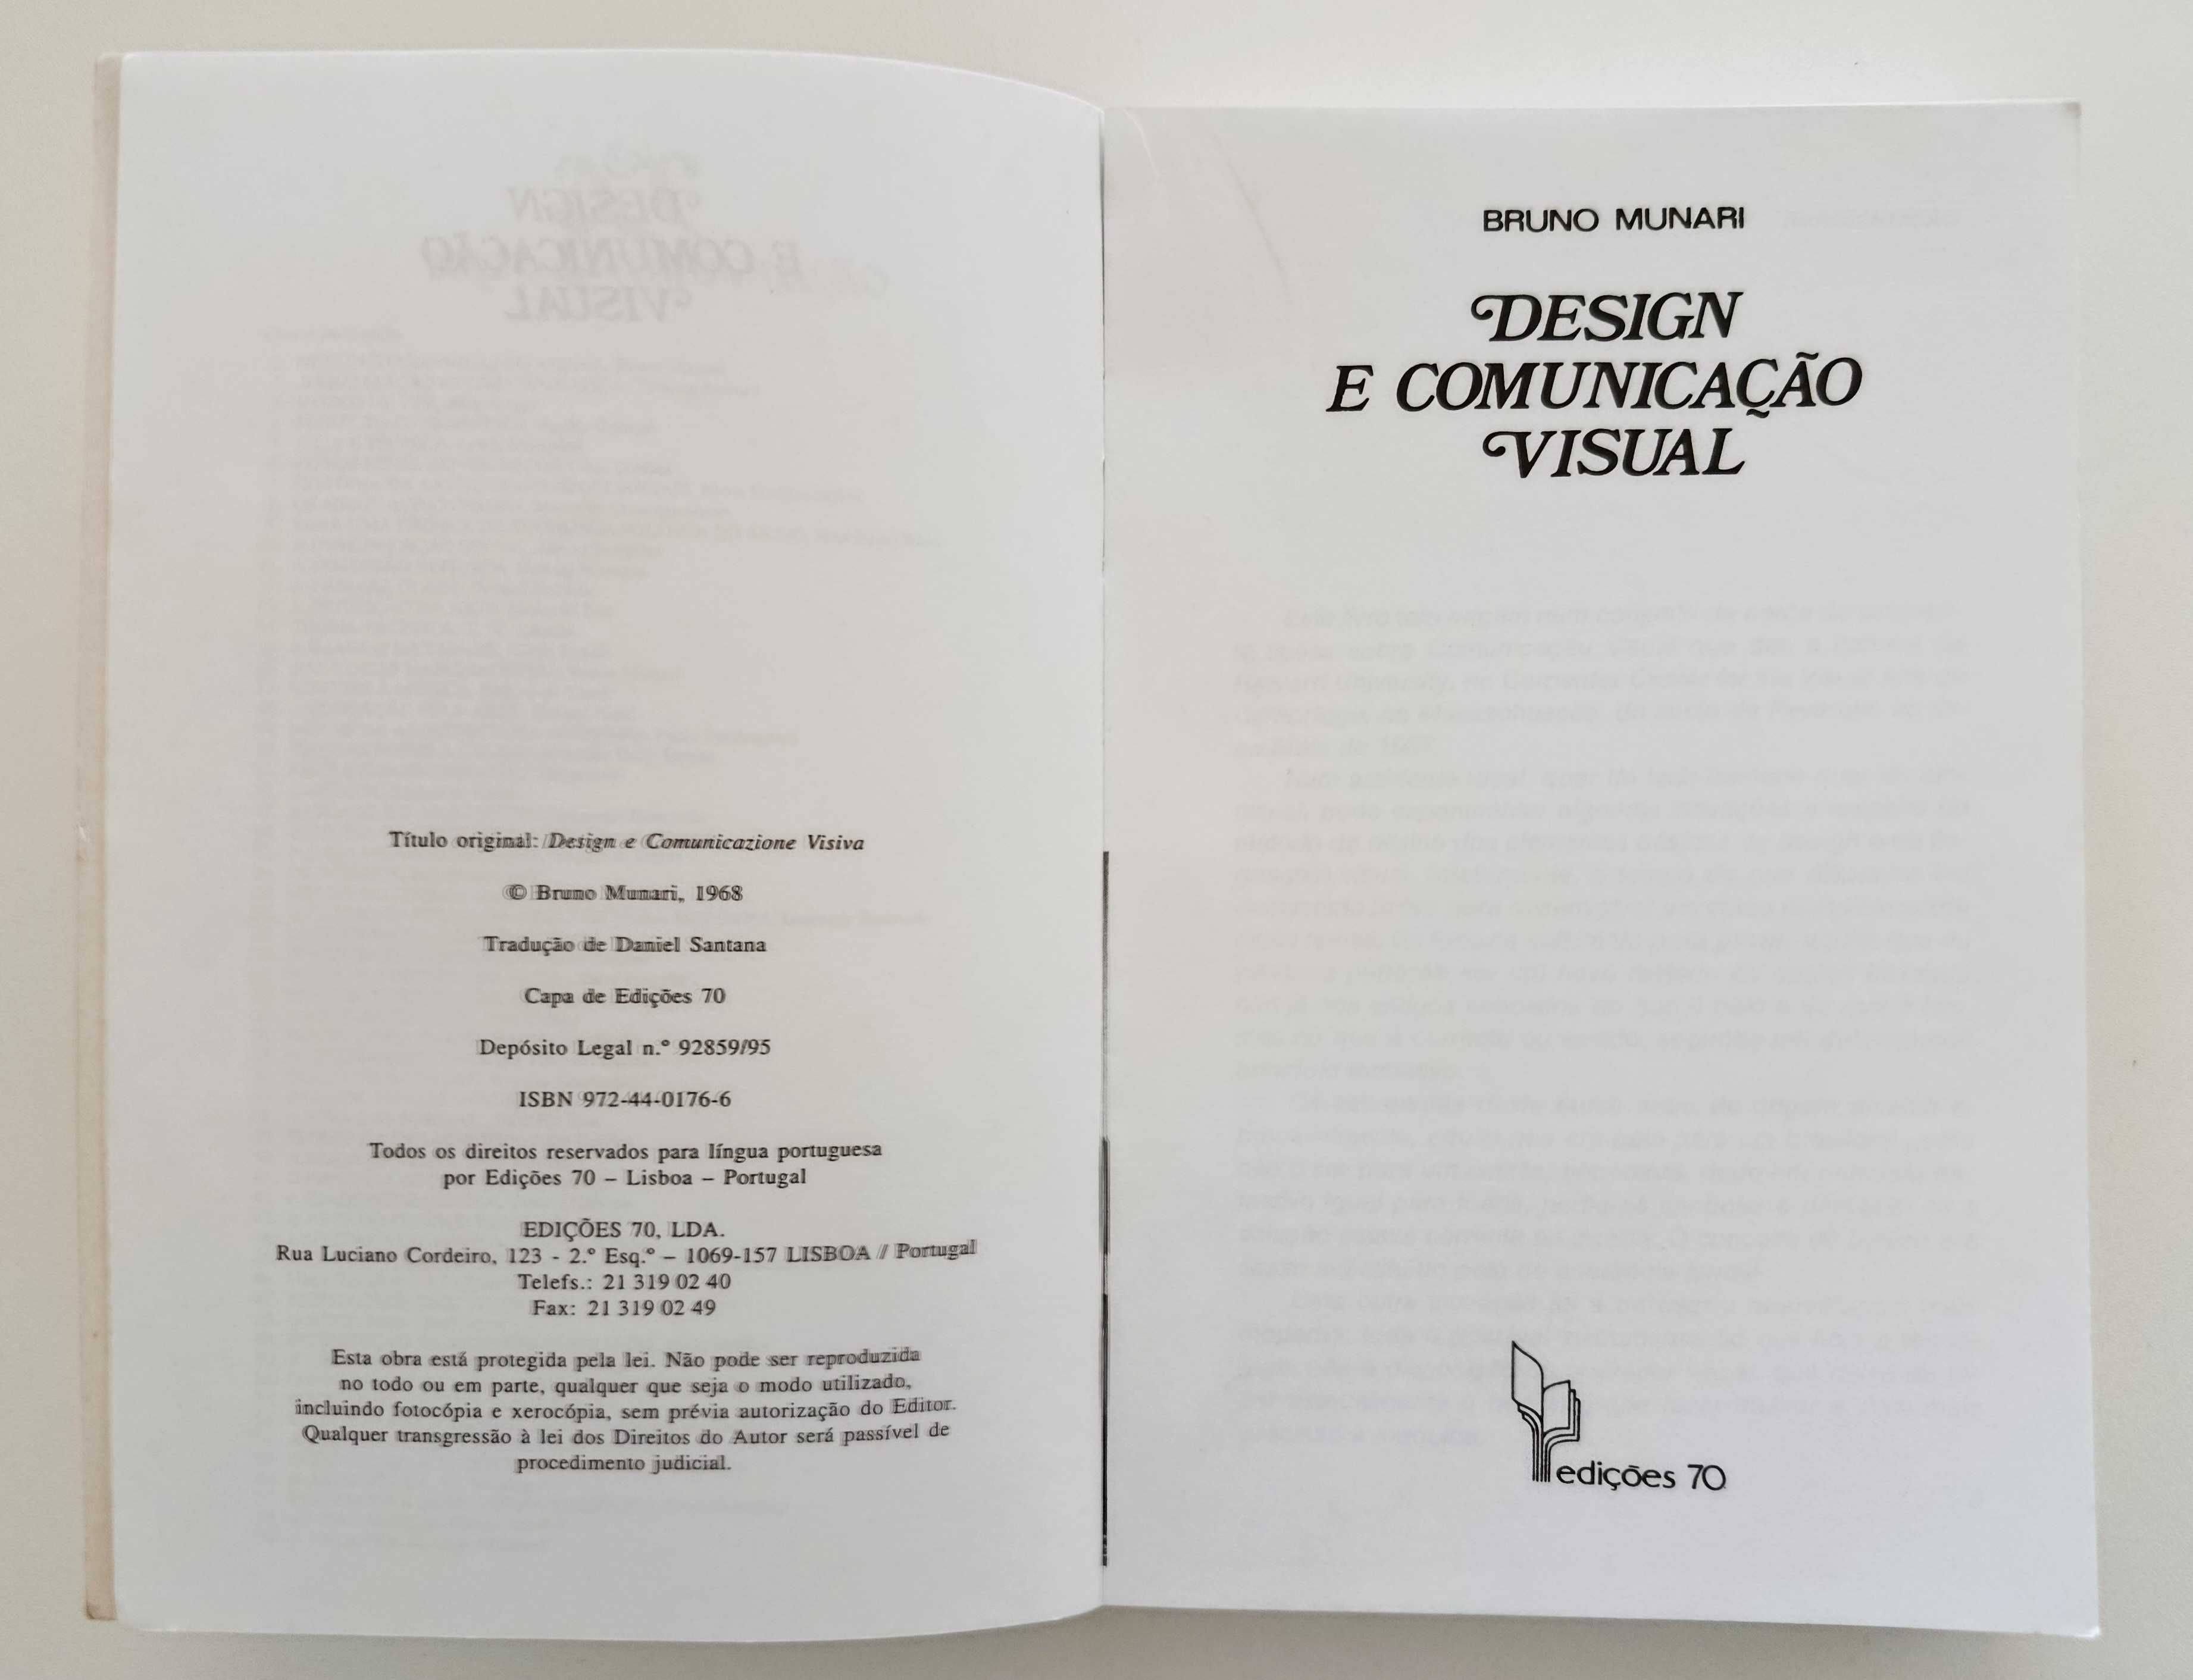 Título original: Design e Comunicazione Visiva
© Bruno Munari, 1968
Tradução de Daniel Santana
Capa de Edições 70
Depósito Legal n.º 92859/95
ISBN 972-44-0176-6
Todos os direitos reservados para língua portuguesa
por Edições 70 – Lisboa – Portugal
EDIÇÕES 70, LDA.
Rua Luciano Cordeiro, 123 - 2.º Esq.º – 1069-157 LISBOA / Portugal
Telefs.: 21 319 02 40
Fax: 21 319 02 49
Esta obra está protegida pela lei. Não pode ser reproduzida
no todo ou em parte, qualquer que seja o modo utilizado,
incluindo fotocópia e xerocópia, sem prévia autorização do Editor.
Qualquer transgressão à lei dos Direitos do Autor será passível de
procedimento judicial.
BRUNO MUNARI
DESIGN
E COMUNICAÇÃO
VISUAL
edições 70